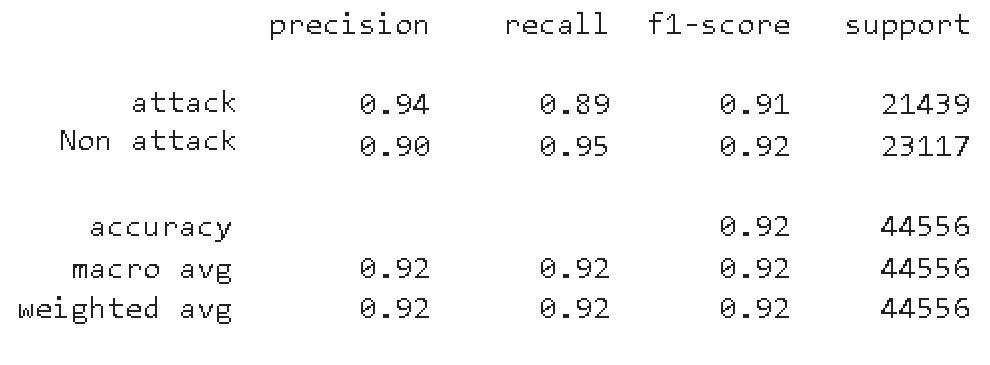 precision recall f1-score support
attack 0.94 0.89 0.91 21439
Non attack 0.90 0.95 0.92 23117
accuracy 0.92 44556
macro avg 0.92 0.92 0.92 44556
weighted avg 0.92 0.92 0.92 44556